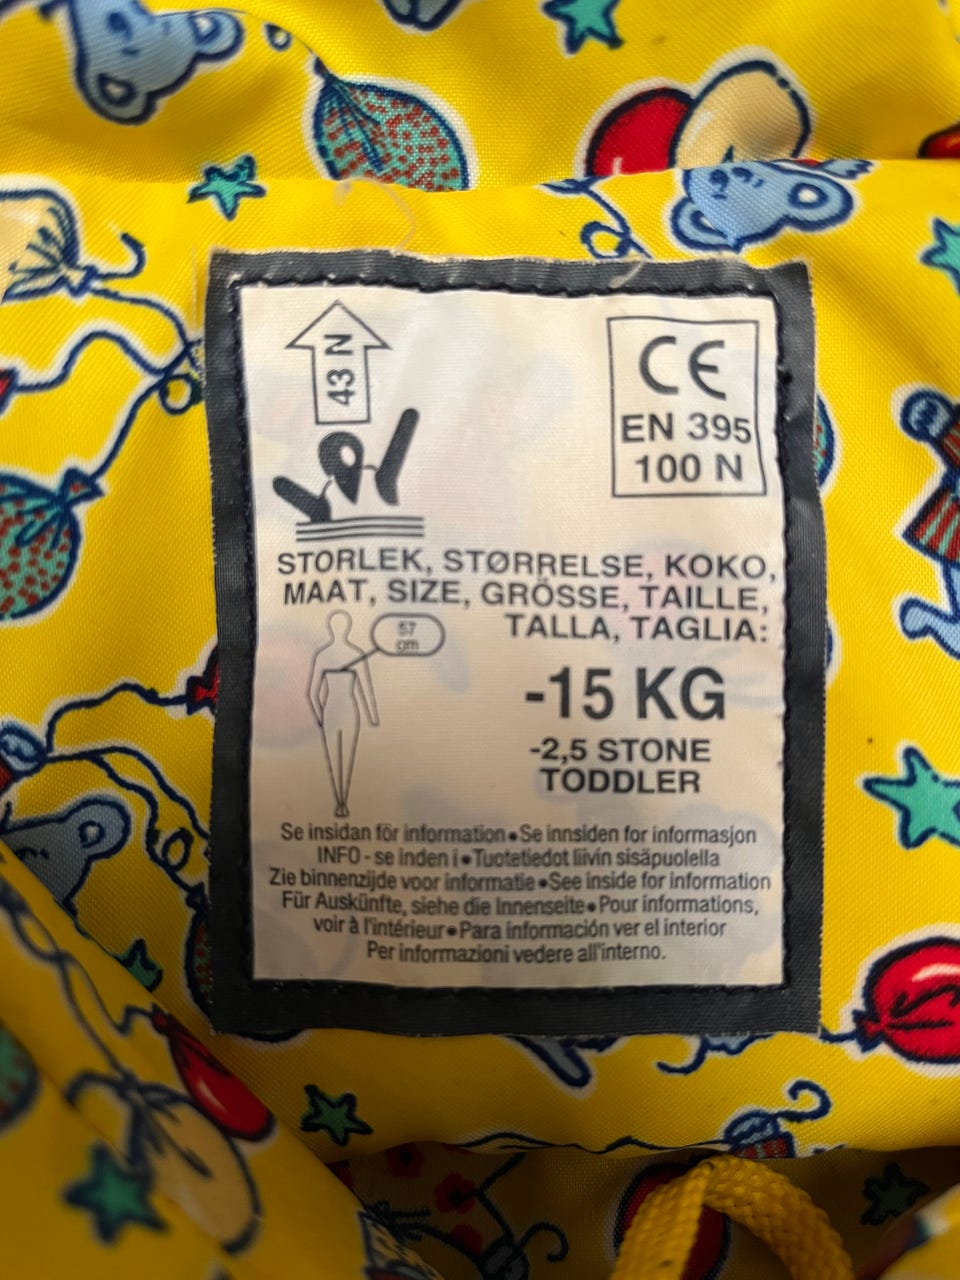 43 N
CE
EN 395
100 N
STORLEK, STØRRELSE, KOKO,
MAAT, SIZE, GRÖSSE, TAILLE,
TALLA, TAGLIA:
57
cm
-15 KG
-2,5 STONE
TODDLER
Se insidan för information•Se innsiden for informasjon
INFO - se inden i•Tuotetiedot liivin sisäpuolella
Zie binnenzijde voor informatie•See inside for information
Für Auskünfte, siehe die Innenseite•Pour informations,
voir à l'intérieur•Para información ver el interior
Per informazioni vedere all'interno.